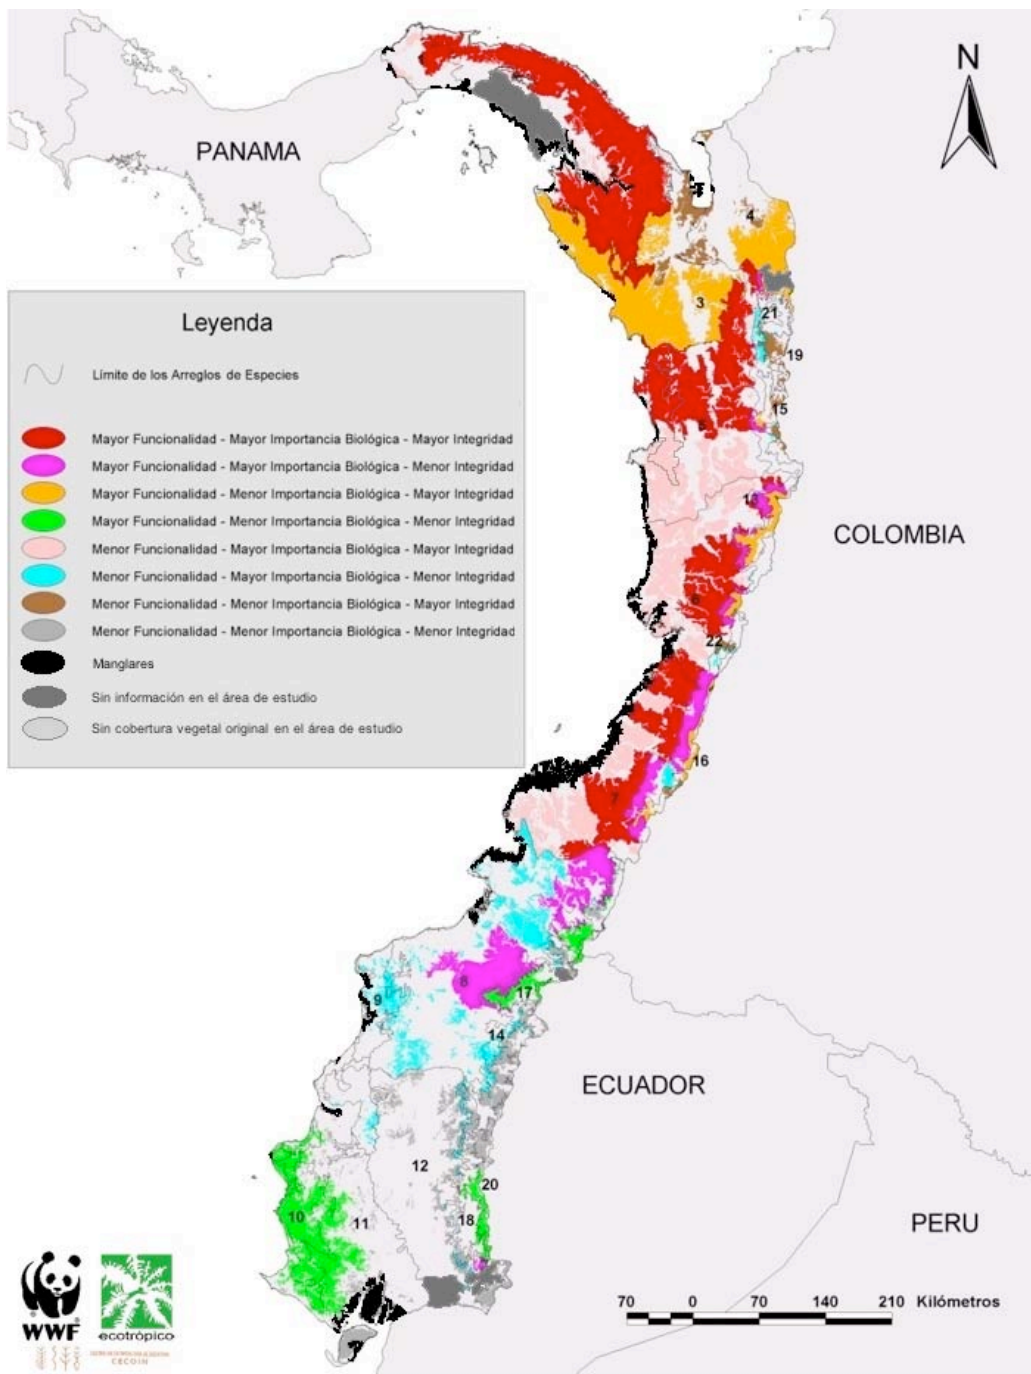 N
PANAMA
4
3
21
19
15
5
13
COLOMBIA
6
22
16
7
8
17
9
14
ECUADOR
12
20
10
11
18
PERU
Leyenda
Límite de los Arreglos de Especies
Mayor Funcionalidad - Mayor Importancia Biológica - Mayor Integridad
Mayor Funcionalidad - Mayor Importancia Biológica - Menor Integridad
Mayor Funcionalidad - Menor Importancia Biológica - Mayor Integridad
Mayor Funcionalidad - Menor Importancia Biológica - Menor Integridad
Menor Funcionalidad - Mayor Importancia Biológica - Mayor Integridad
Menor Funcionalidad - Mayor Importancia Biológica - Menor Integridad
Menor Funcionalidad - Menor Importancia Biológica - Mayor Integridad
Menor Funcionalidad - Menor Importancia Biológica - Menor Integridad
Manglares
Sin información en el área de estudio
Sin cobertura vegetal original en el área de estudio
70 0 70 140 210 Kilómetros
WWF
ecotrópico
CECOIN